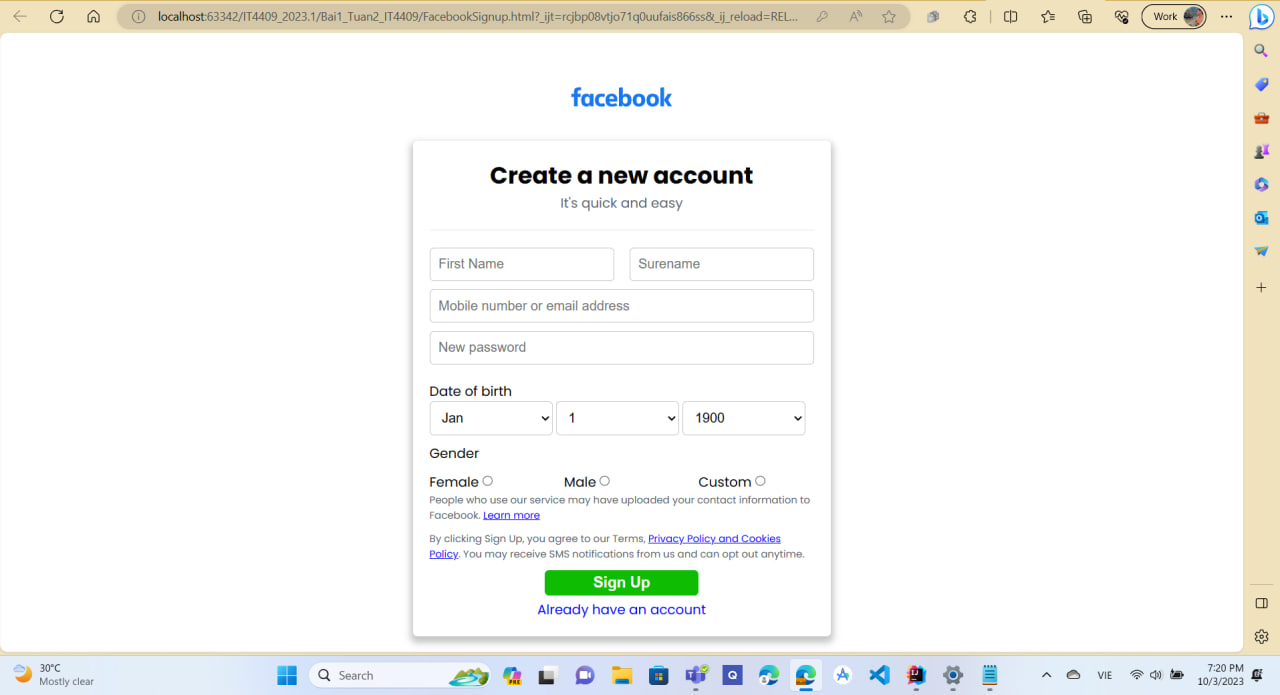 localhost:63342/IT4409_2023.1/Bai1_Tuan2_IT4409/FacebookSignup.html?_ijt=rcjbp08vtjo71q0uufais866ss&_ij_reload=REL...
Work
facebook
Create a new account
It's quick and easy
First Name Surename
Mobile number or email address
New password
Date of birth
Jan 1 1900
Gender
Female Male Custom
People who use our service may have uploaded your contact information to
Facebook. Learn more
By clicking Sign Up, you agree to our Terms, Privacy Policy and Cookies
Policy. You may receive SMS notifications from us and can opt out anytime.
Sign Up
Already have an account
30°C
Mostly clear
Search
PRE
VIE
7:20 PM
10/3/2023